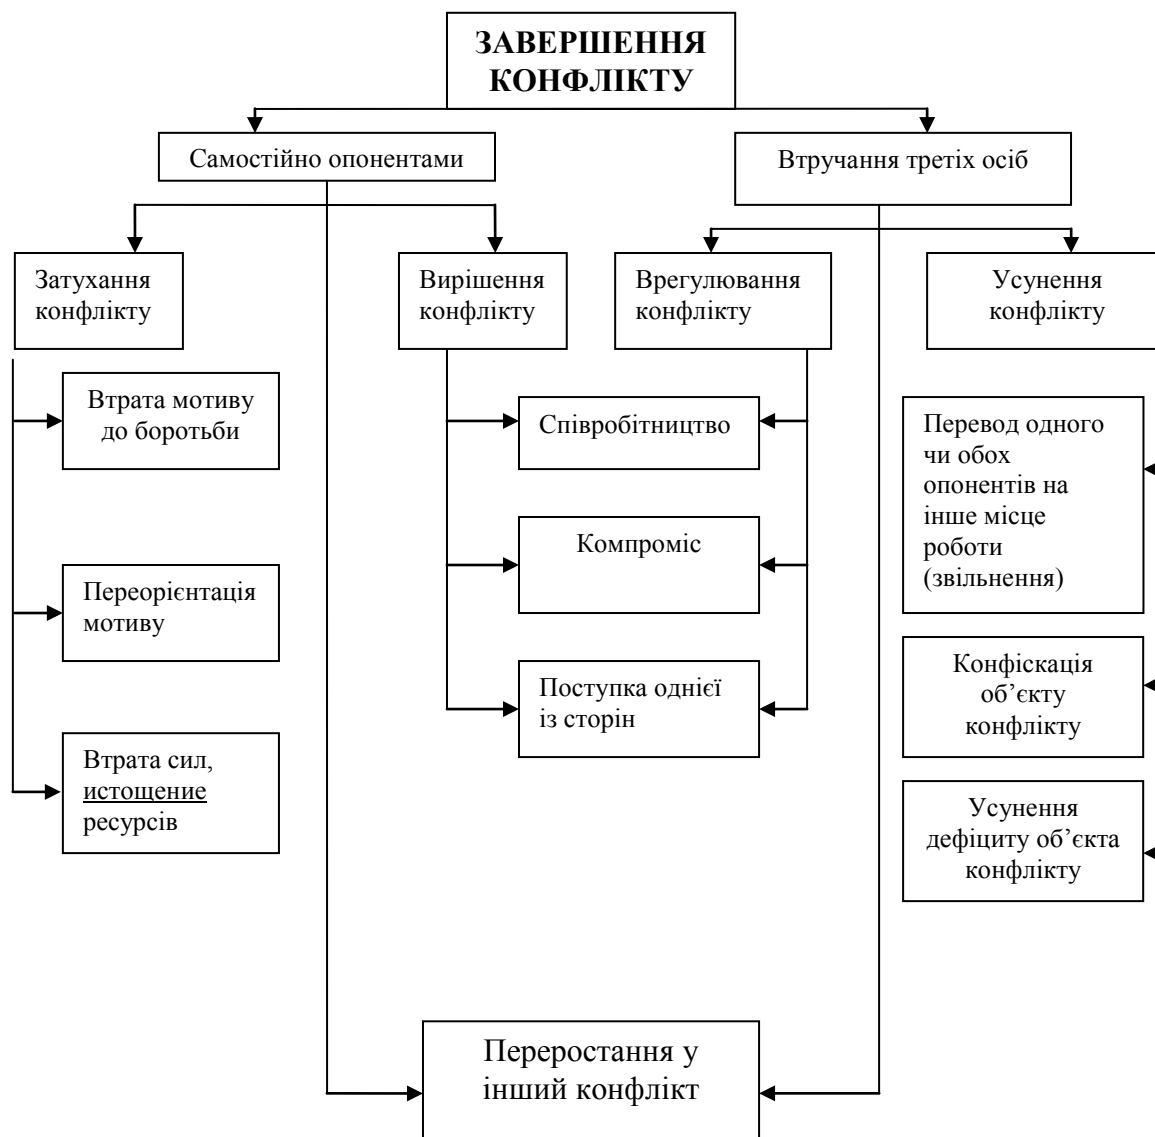 ЗАВЕРШЕННЯ
КОНФЛІКТУ
Самостійно опонентами
Втручання третіх осіб
Затухання
конфлікту
Вирішення
конфлікту
Врегулювання
конфлікту
Усунення
конфлікту
Втрата мотиву
до боротьби
Переорієнтація
мотиву
Втрата сил,
истощение
ресурсів
Співробітництво
Компроміс
Поступка однієї
із сторін
Перевод одного
чи обох
опонентів на
інше місце
роботи
(звільнення)
Конфіскація
об’єкту
конфлікту
Усунення
дефіциту об’єкта
конфлікту
Переростання у
інший конфлікт